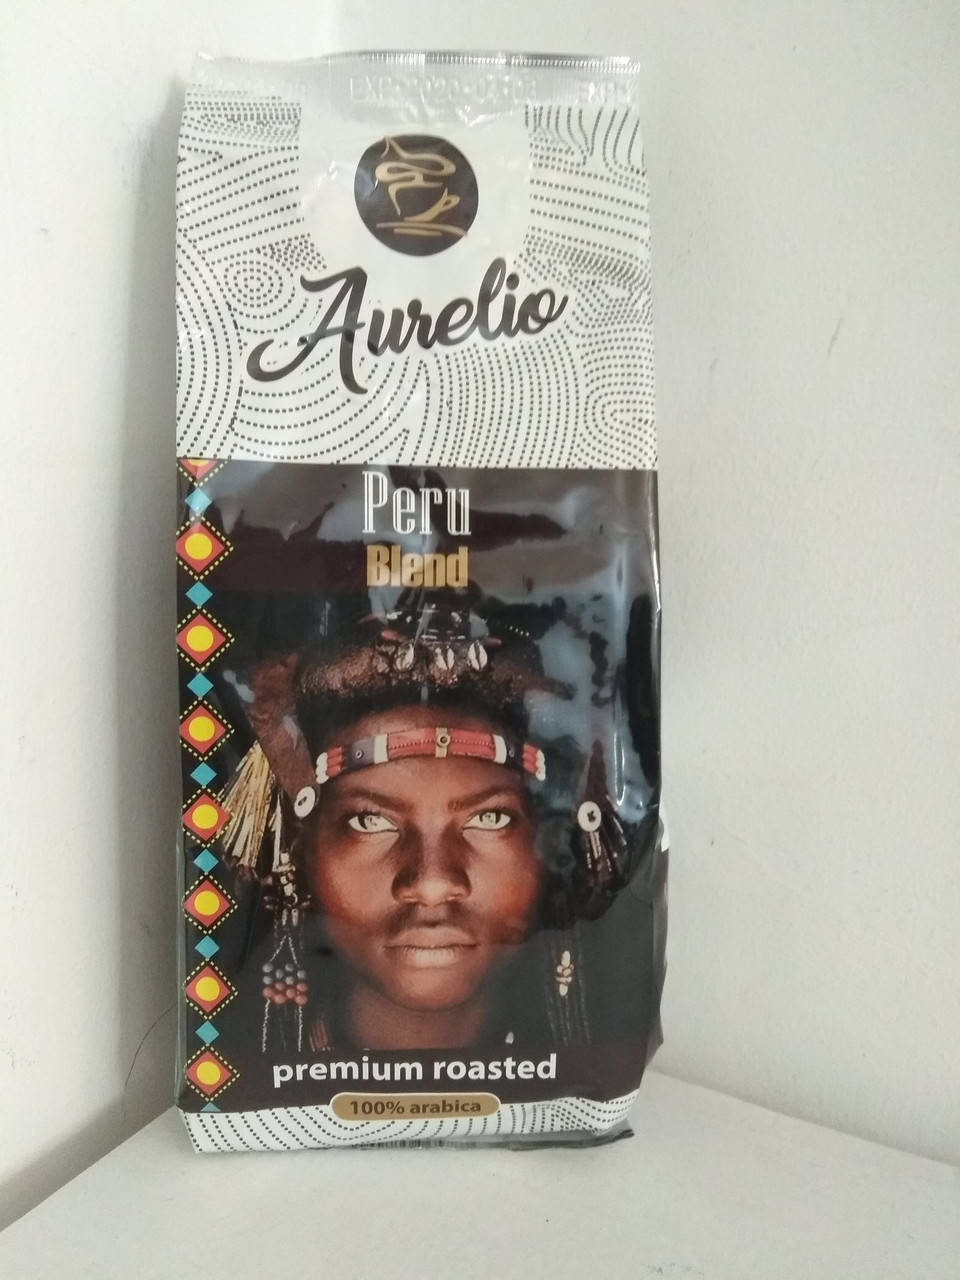 Aurelio
Peru
Blend
premium roasted
100% arabica